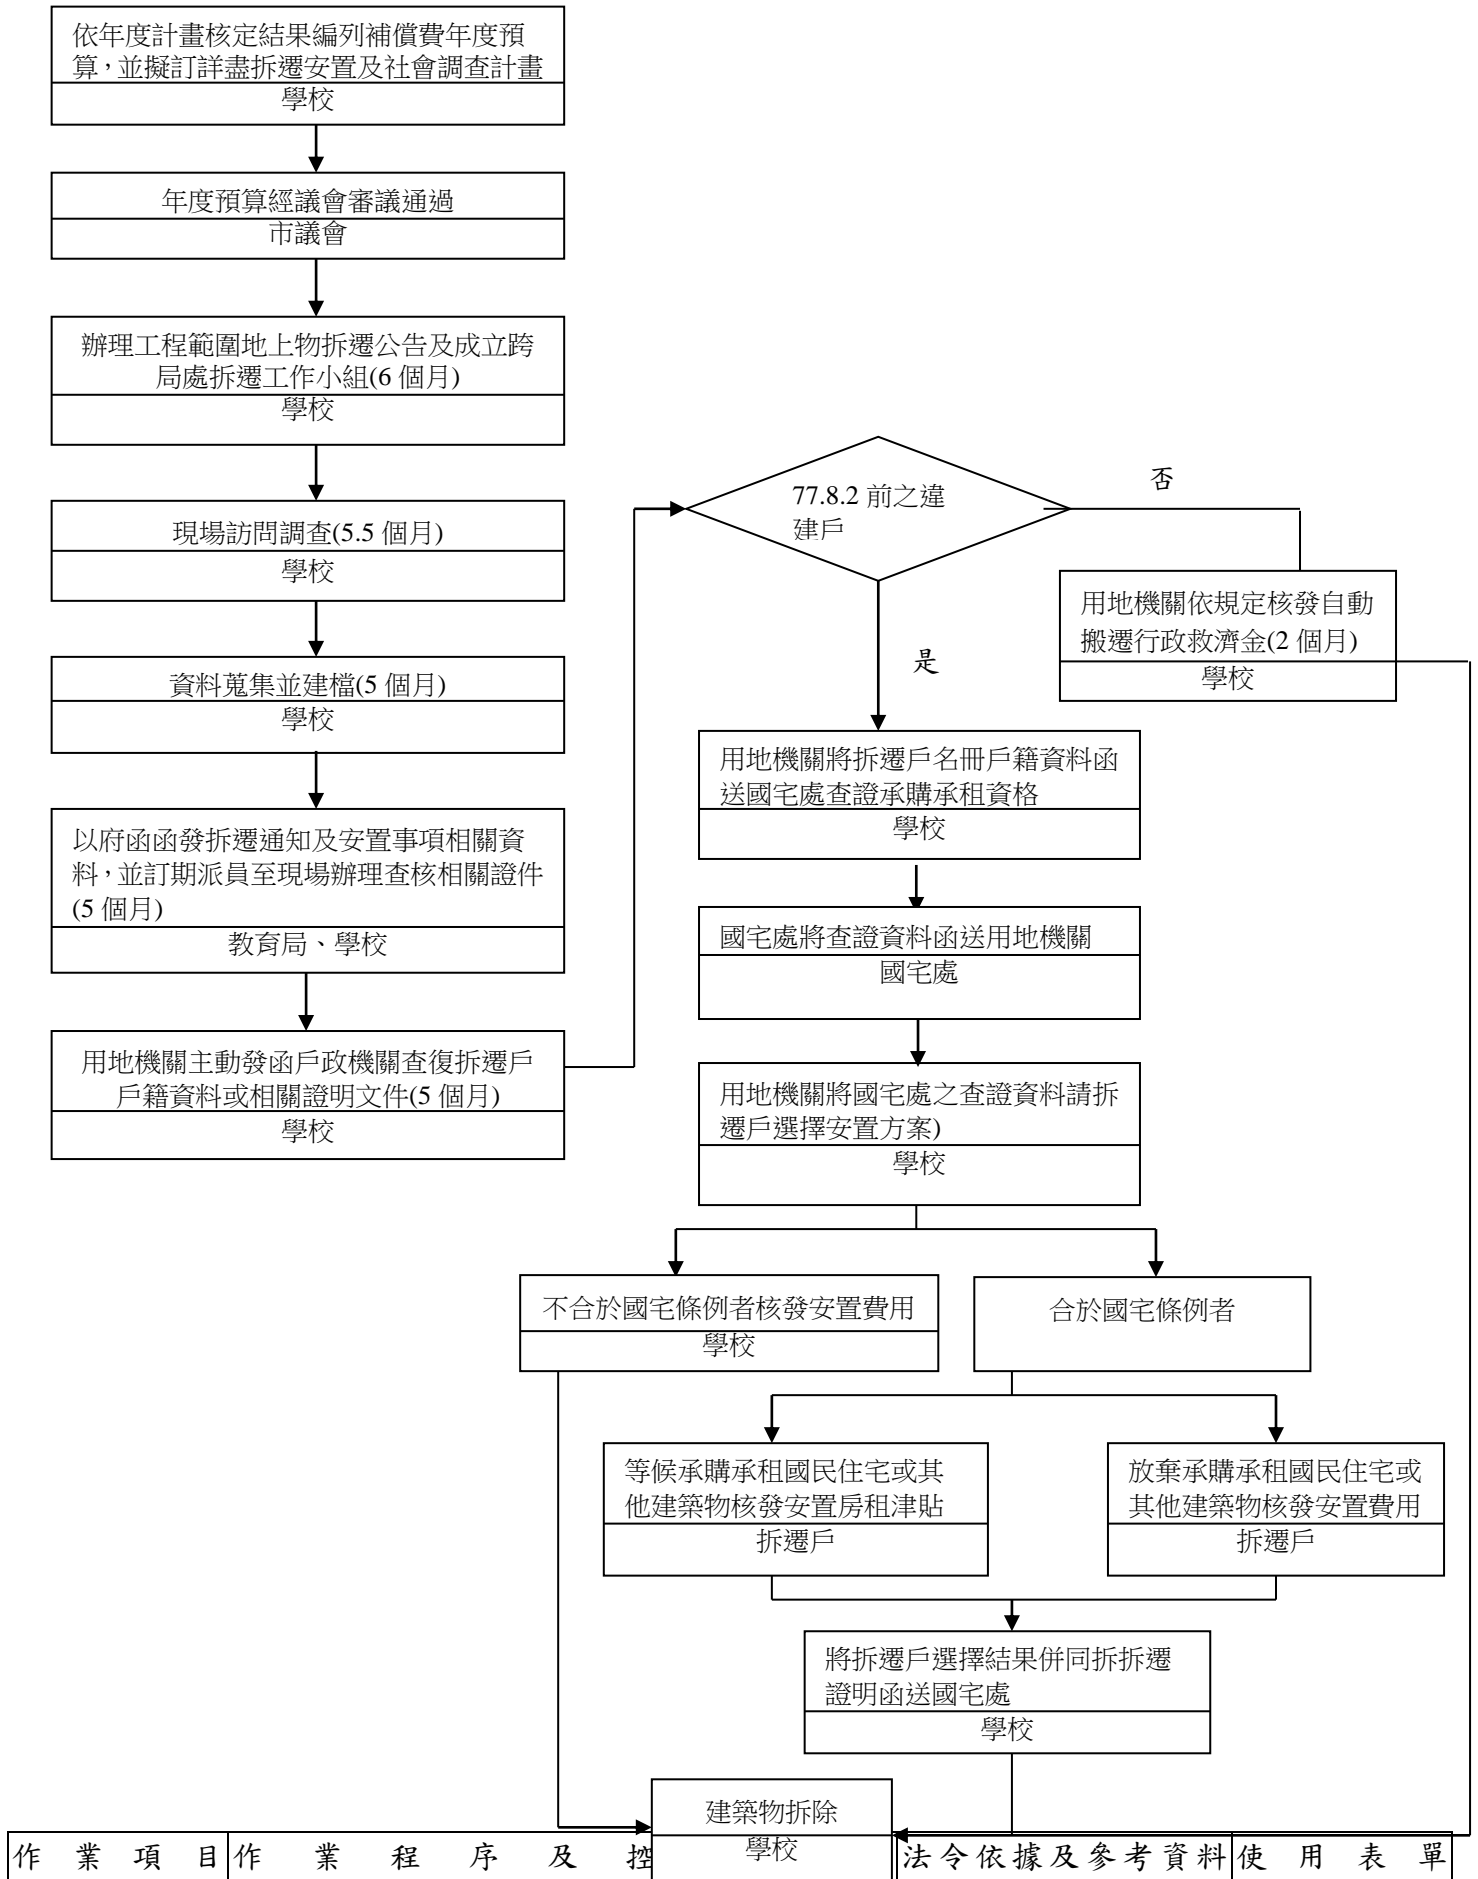 依年度計畫核定結果編列補償費年度預
算，並擬訂詳盡拆遷安置及社會調查計畫
學校
年度預算經議會審議通過
市議會
辦理工程範圍地上物拆遷公告及成立跨
局處拆遷工作小組(6 個月)
學校
現場訪問調查(5.5 個月)
學校
資料蒐集並建檔(5 個月)
學校
以府函函發拆遷通知及安置事項相關資
料，並訂期派員至現場辦理查核相關證件
(5 個月)
教育局、學校
用地機關主動發函戶政機關查復拆遷戶
戶籍資料或相關證明文件(5 個月)
學校
77.8.2 前之違
建戶
否
用地機關依規定核發自動
搬遷行政救濟金(2 個月)
學校
是
用地機關將拆遷戶名冊戶籍資料函
送國宅處查證承購承租資格
學校
國宅處將查證資料函送用地機關
國宅處
用地機關將國宅處之查證資料請拆
遷戶選擇安置方案)
學校
不合於國宅條例者核發安置費用
學校
合於國宅條例者
等候承購承租國民住宅或其
他建築物核發安置房租津貼
拆遷戶
放棄承購承租國民住宅或
其他建築物核發安置費用
拆遷戶
將拆遷戶選擇結果併同拆拆遷
證明函送國宅處
學校
建築物拆除
學校
作業項目
作業程序及控
法令依據及參考資料
使用表單